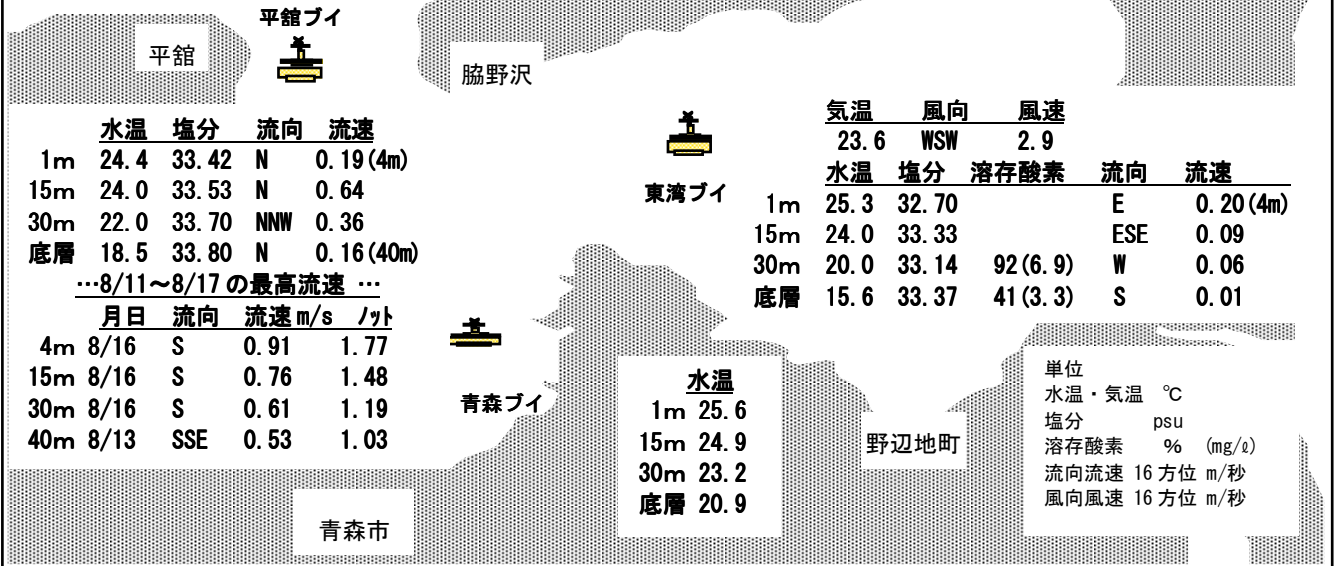 平舘ブイ
平舘
脇野沢
水温 塩分 流向 流速
1m 24.4 33.42 N 0.19(4m)
15m 24.0 33.53 N 0.64
30m 22.0 33.70 NNW 0.36
底層 18.5 33.80 N 0.16(40m)
…8/11～8/17の最高流速 …
月日 流向 流速m/s ノット
4m 8/16 S 0.91 1.77
15m 8/16 S 0.76 1.48
30m 8/16 S 0.61 1.19
40m 8/13 SSE 0.53 1.03
東湾ブイ
気温 風向 風速
23.6 WSW 2.9
水温 塩分 溶存酸素 流向 流速
1m 25.3 32.70 E 0.20(4m)
15m 24.0 33.33 ESE 0.09
30m 20.0 33.14 92(6.9) W 0.06
底層 15.6 33.37 41(3.3) S 0.01
青森ブイ
水温
1m 25.6
15m 24.9
30m 23.2
底層 20.9
青森市
野辺地町
単位
水温・気温 ℃
塩分 psu
溶存酸素 % (mg/ℓ)
流向流速 16方位 m/秒
風向風速 16方位 m/秒